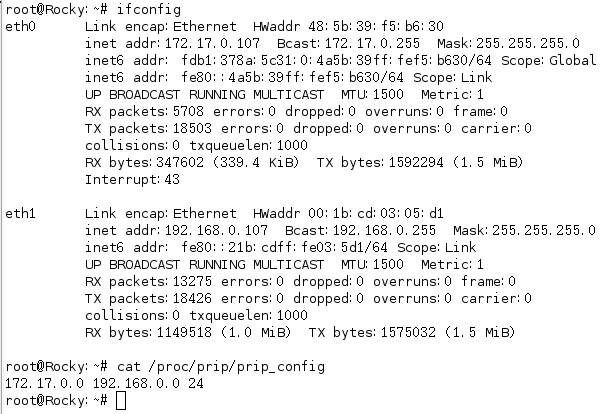 root@Rocky:~# ifconfig
eth0      Link encap:Ethernet  HWaddr 48:5b:39:f5:b6:30
          inet addr:172.17.0.107  Bcast:172.17.0.255  Mask:255.255.255.0
          inet6 addr: fdb1:378a:5c31:0:4a5b:39ff:fef5:b630/64 Scope:Global
          inet6 addr: fe80::4a5b:39ff:fef5:b630/64 Scope:Link
          UP BROADCAST RUNNING MULTICAST  MTU:1500  Metric:1
          RX packets:5708 errors:0 dropped:0 overruns:0 frame:0
          TX packets:18503 errors:0 dropped:0 overruns:0 carrier:0
          collisions:0 txqueuelen:1000
          RX bytes:347602 (339.4 KiB)  TX bytes:1592294 (1.5 MiB)
          Interrupt:43
eth1      Link encap:Ethernet  HWaddr 00:1b:cd:03:05:d1
          inet addr:192.168.0.107  Bcast:192.168.0.255  Mask:255.255.255.0
          inet6 addr: fe80::21b:cdff:fe03:5d1/64 Scope:Link
          UP BROADCAST RUNNING MULTICAST  MTU:1500  Metric:1
          RX packets:13275 errors:0 dropped:0 overruns:0 frame:0
          TX packets:18426 errors:0 dropped:0 overruns:0 carrier:0
          collisions:0 txqueuelen:1000
          RX bytes:1149518 (1.0 MiB)  TX bytes:1575032 (1.5 MiB)
root@Rocky:~# cat /proc/prip/prip_config
172.17.0.0 192.168.0.0 24
root@Rocky:~#